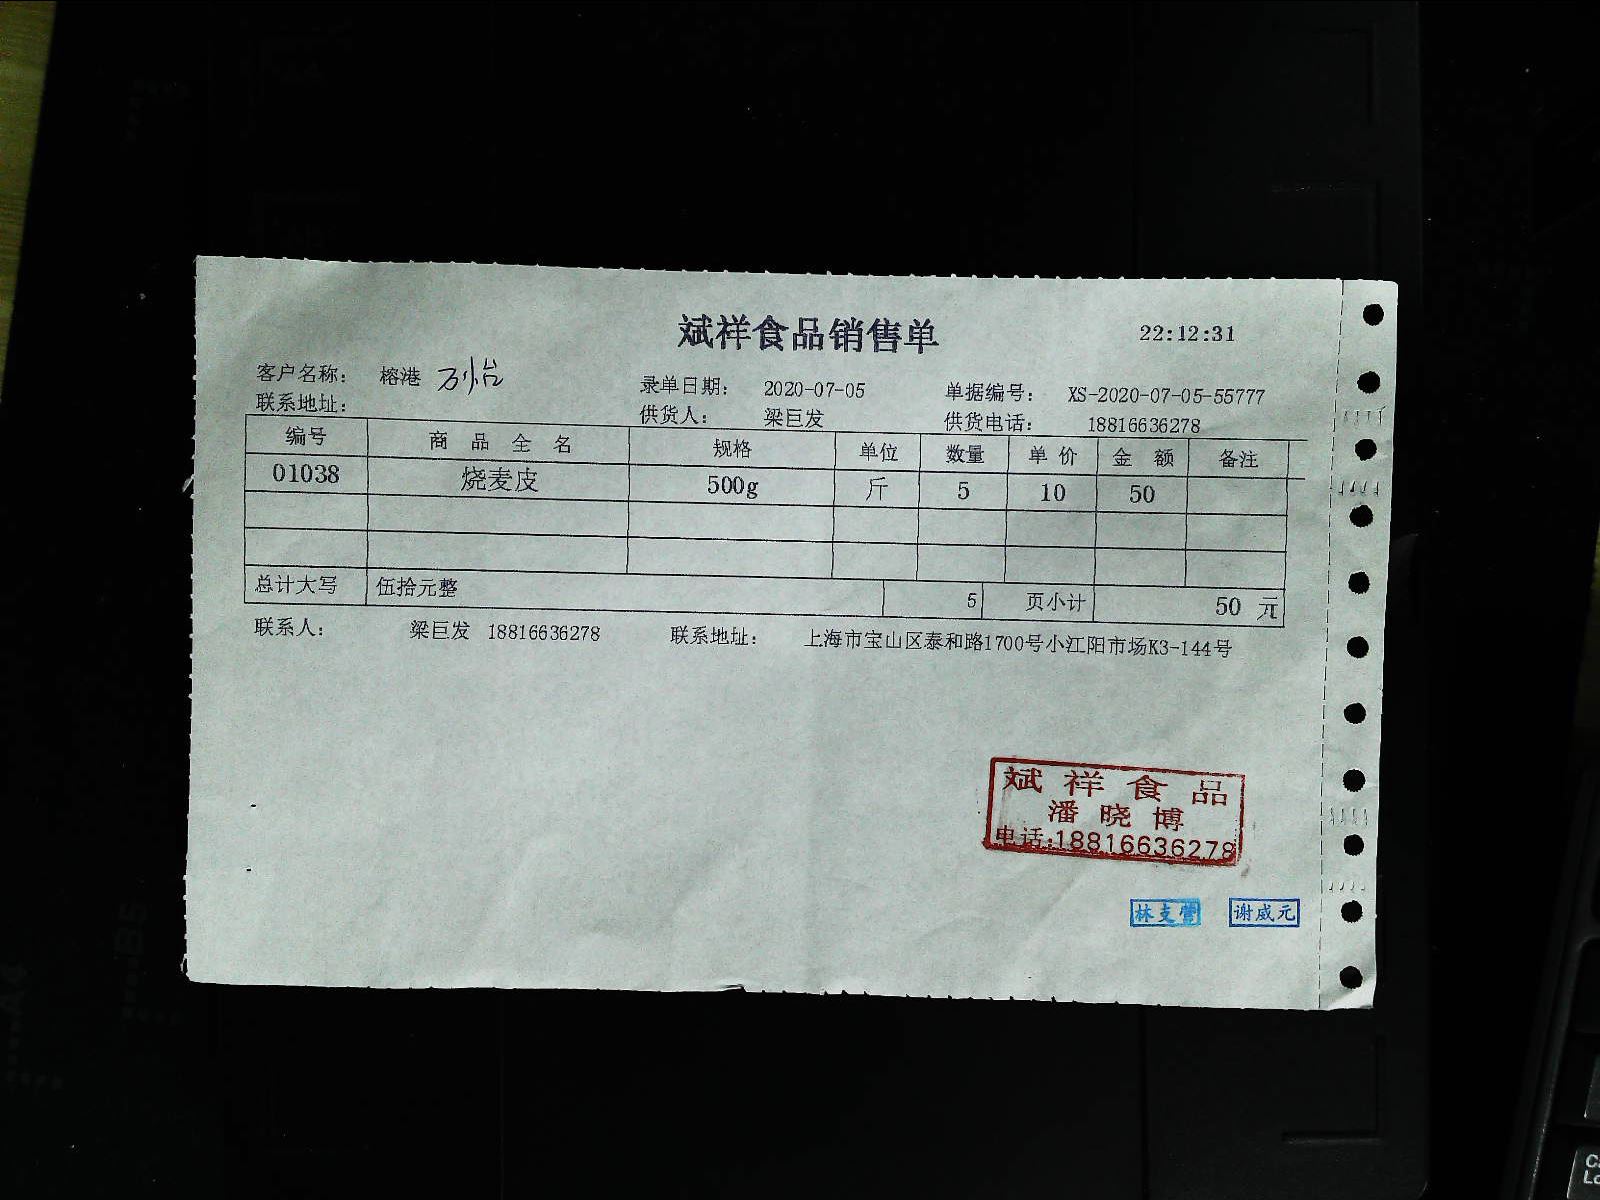 斌祥食品销售单 22:12:31
客户名称: 榕港 万怡 录单日期: 2020-07-05 单据编号: XS-2020-07-05-55777
联系地址: 供货人: 梁巨发 供货电话: 18816636278
编号 商品全名 规格 单位 数量 单价 金额 备注
01038 烧麦皮 500g 斤 5 10 50
总计大写 伍拾元整 5 页小计 50 元
联系人: 梁巨发 18816636278 联系地址: 上海市宝山区泰和路1700号小江阳市场K3-144号
斌祥食品
潘晓博
电话:18816636278
林支营 谢威元